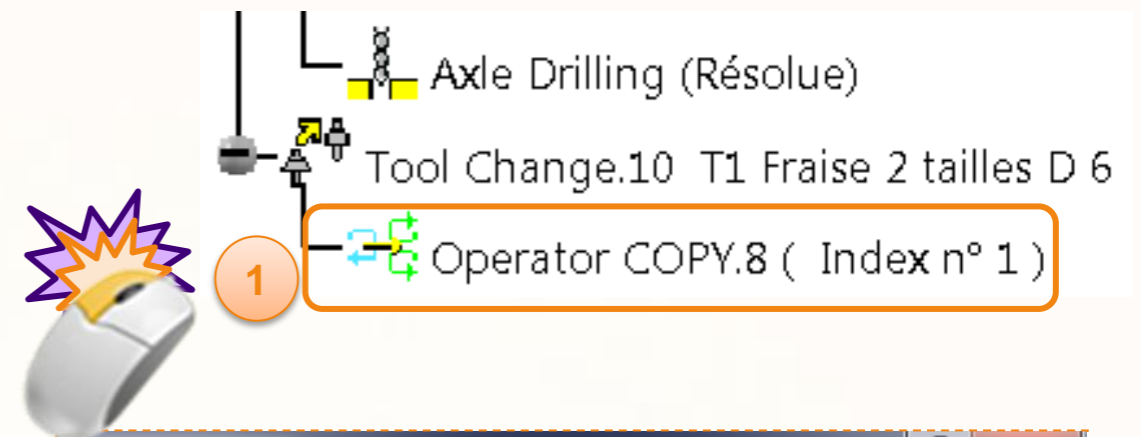 Axle Drilling (Résolue)
Tool Change.10 T1 Fraise 2 tailles D 6
1
Operator COPY.8 ( Index n° 1 )